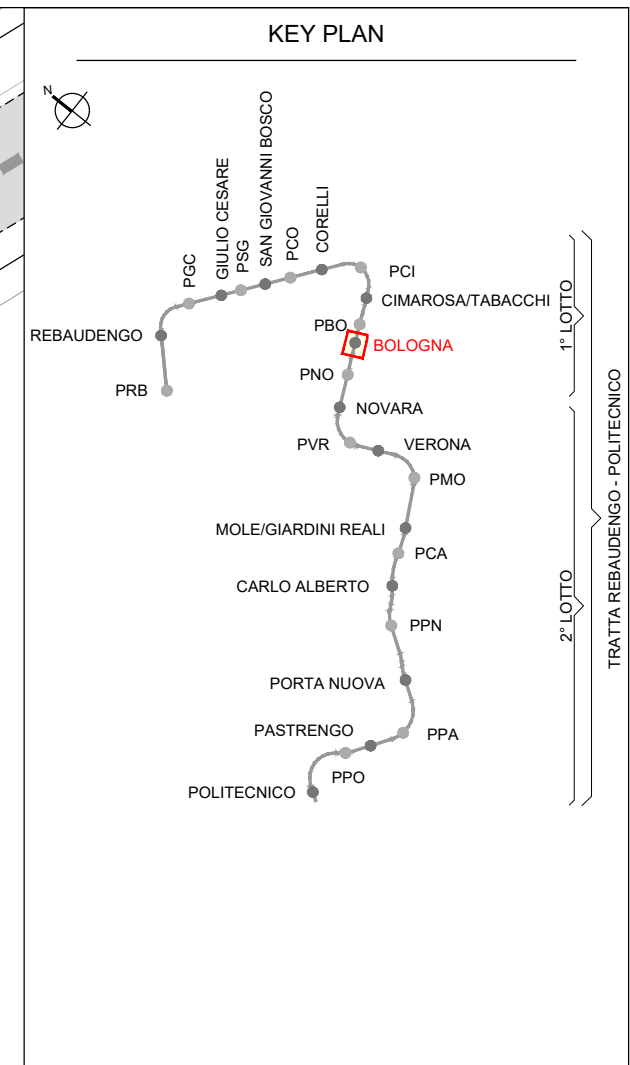 KEY PLAN
N
PGC
GIULIO CESARE
PSG
SAN GIOVANNI BOSCO
PCO
CORELLI
PCI
CIMAROSA/TABACCHI
REBAUDENGO
PBO
BOLOGNA
PRB
PNO
NOVARA
PVR
VERONA
PMO
MOLE/GIARDINI REALI
PCA
CARLO ALBERTO
PPN
PORTA NUOVA
PASTRENGO
PPA
PPO
POLITECNICO
1° LOTTO
2° LOTTO
TRATTA REBAUDENGO - POLITECNICO